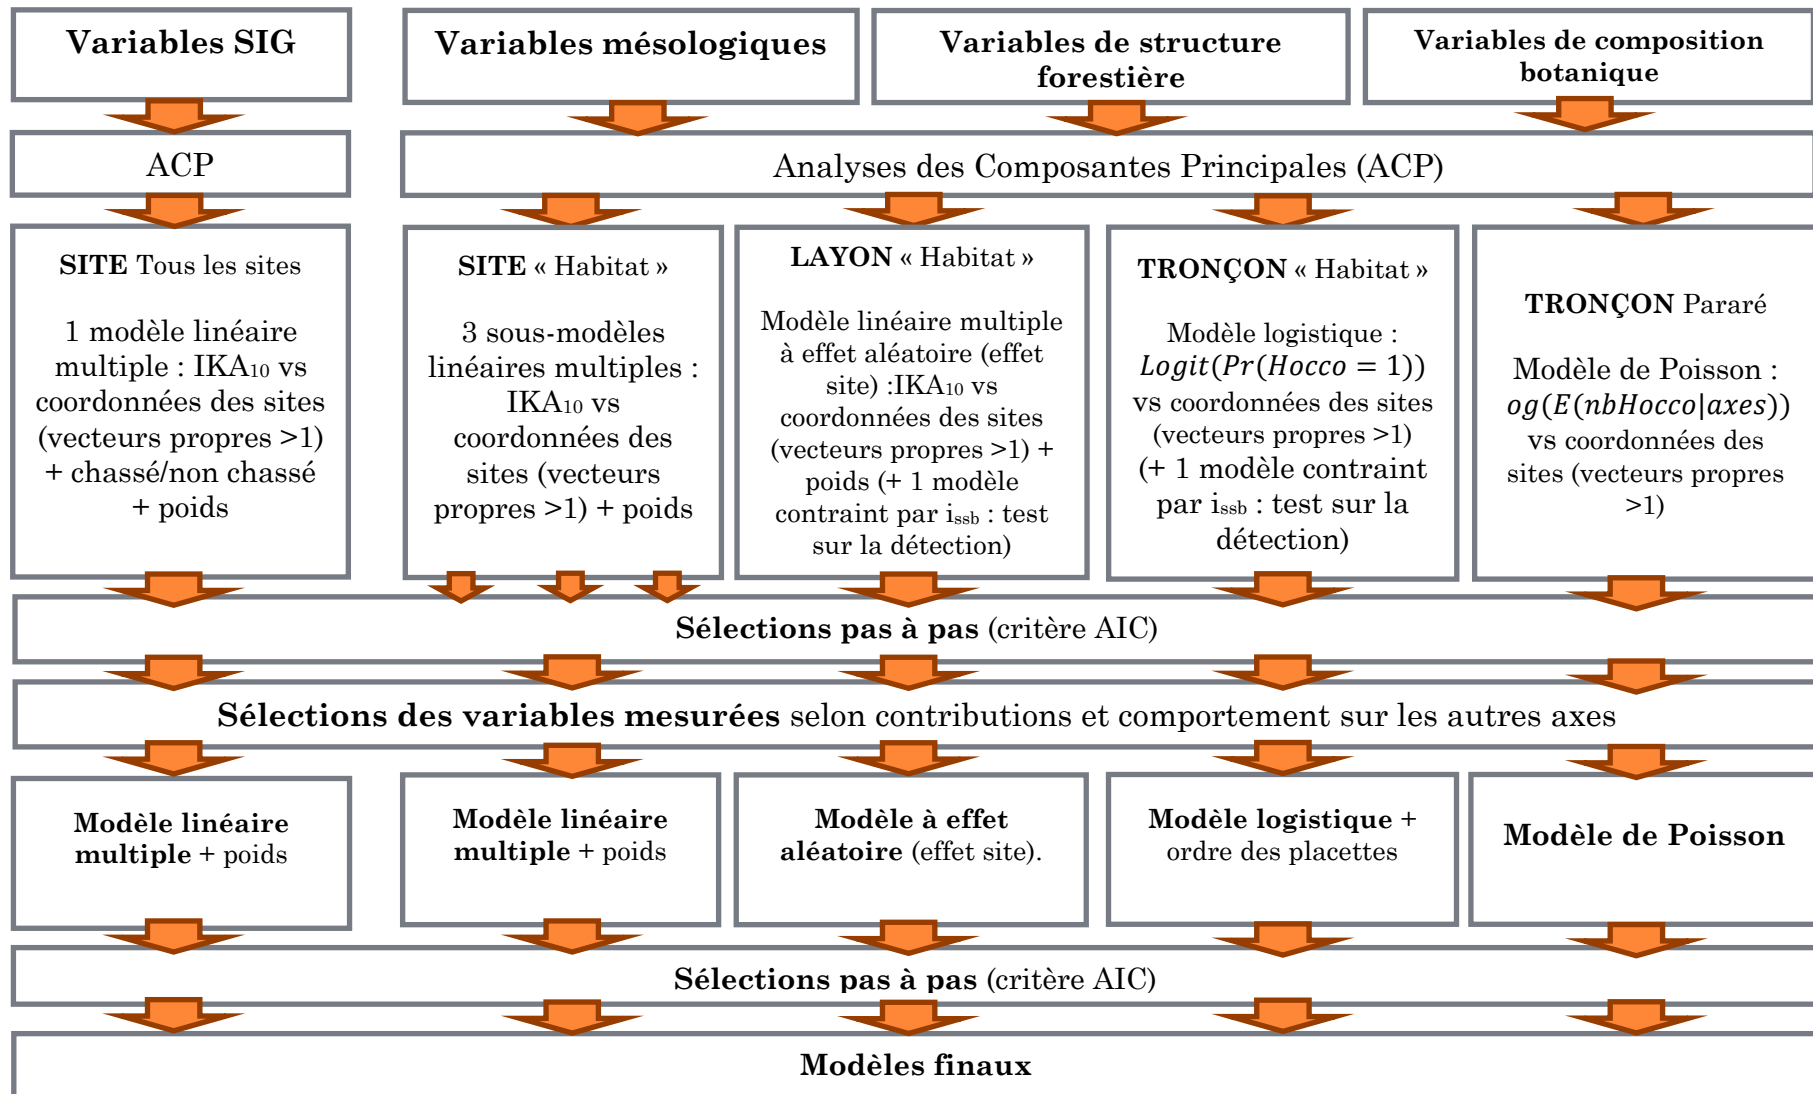 Variables SIG
Variables mésologiques
Variables de structure
forestière
Variables de composition
botanique
ACP
Analyses des Composantes Principales (ACP)
SITE Tous les sites
1 modèle linéaire
multiple : IKA10 vs
coordonnées des sites
(vecteurs propres >1)
+ chassé/non chassé
+ poids
SITE « Habitat »
3 sous-modèles
linéaires multiples :
IKA10 vs
coordonnées des
sites (vecteurs
propres >1) + poids
LAYON « Habitat »
Modèle linéaire multiple
à effet aléatoire (effet
site) :IKA10 vs
coordonnées des sites
(vecteurs propres >1) +
poids (+ 1 modèle
contraint par issb : test
sur la détection)
TRONÇON « Habitat »
Modèle logistique :
Logit(Pr(Hocco = 1))
vs coordonnées des sites
(vecteurs propres >1)
(+ 1 modèle contraint
par issb : test sur la
détection)
TRONÇON Pararé
Modèle de Poisson :
og(E(nbHocco|axes))
vs coordonnées des
sites (vecteurs propres
>1)
Sélections pas à pas (critère AIC)
Sélections des variables mesurées selon contributions et comportement sur les autres axes
Modèle linéaire
multiple + poids
Modèle linéaire
multiple + poids
Modèle à effet
aléatoire (effet site).
Modèle logistique +
ordre des placettes
Modèle de Poisson
Sélections pas à pas (critère AIC)
Modèles finaux